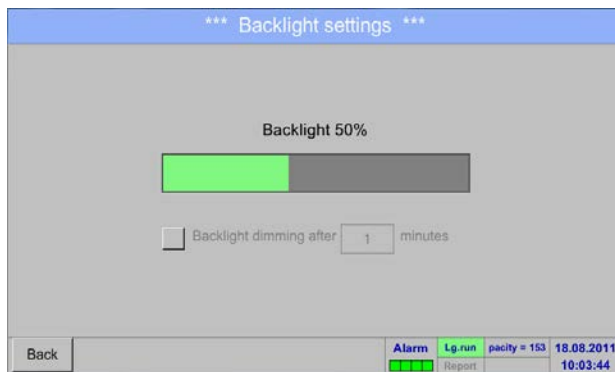 *** Backlight settings ***
Backlight 50%
Backlight dimming after 1 minutes
Back
Alarm Lg.run pacity = 153 18.08.2011
Report 10:03:44